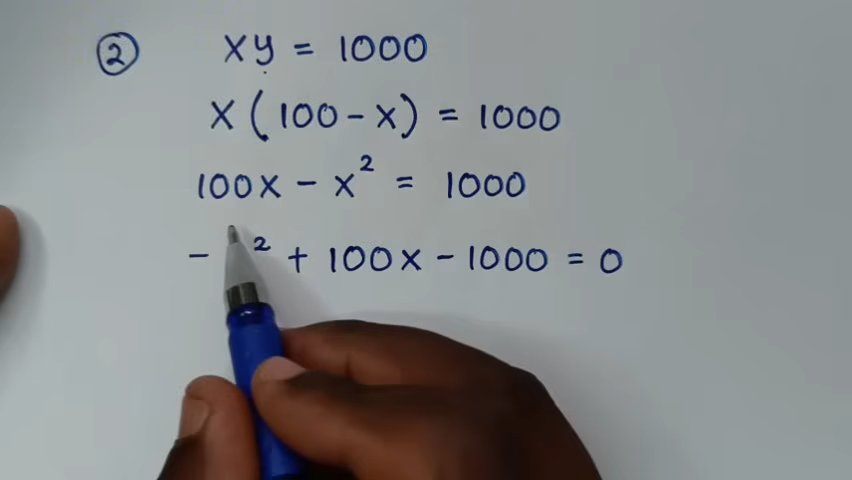 ② xy = 1000
x(100 - x) = 1000
100x - x² = 1000
- ² + 100x - 1000 = 0